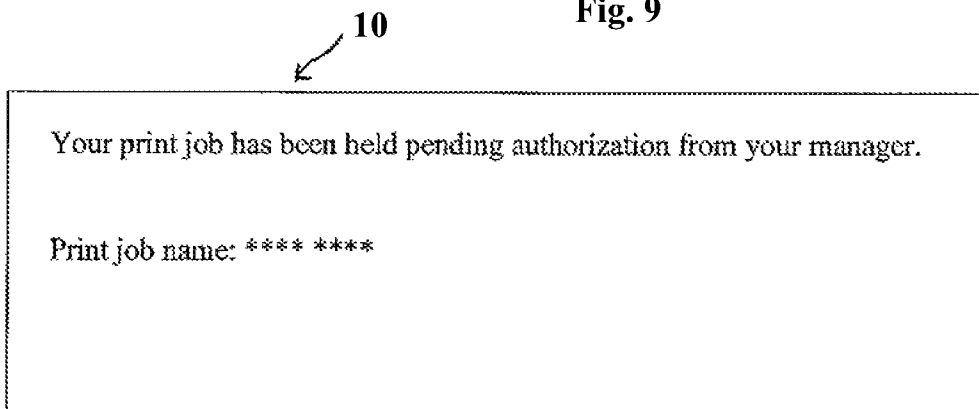 Fig. 9
10
Your print job has been held pending authorization from your manager.
Print job name: **** ****